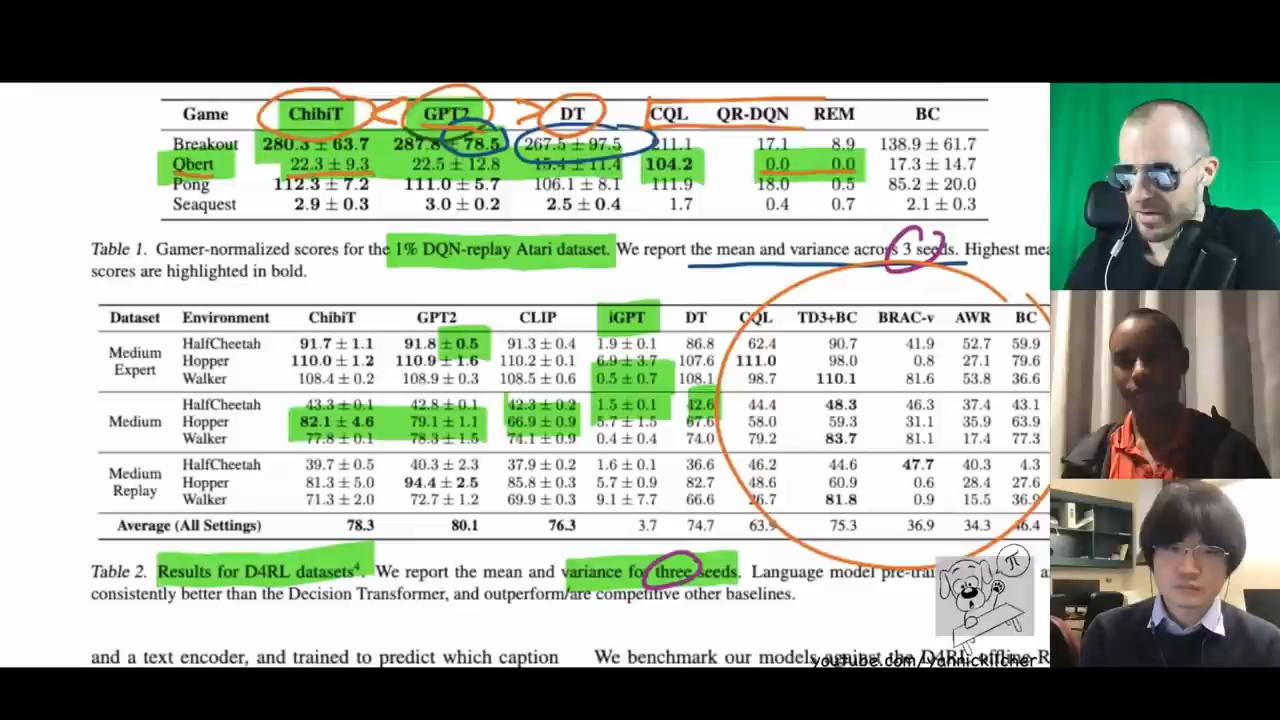 Game ChibiT GPT2 DT CQL QR-DQN REM BC
Breakout 280.3 ± 63.7 287.8 ± 78.5 267.5 ± 97.5 211.1 17.1 8.9 138.9 ± 61.7
Qbert 22.3 ± 9.3 22.5 ± 12.8 15.4 ± 11.4 104.2 0.0 0.0 17.3 ± 14.7
Pong 112.3 ± 7.2 111.0 ± 5.7 106.1 ± 8.1 111.9 18.0 0.5 85.2 ± 20.0
Seaquest 2.9 ± 0.3 3.0 ± 0.2 2.5 ± 0.4 1.7 0.4 0.7 2.1 ± 0.3
Table 1. Gamer-normalized scores for the 1% DQN-replay Atari dataset. We report the mean and variance across 3 seeds. Highest mea
scores are highlighted in bold.
Dataset Environment ChibiT GPT2 CLIP iGPT DT CQL TD3+BC BRAC-v AWR BC
Medium Expert
HalfCheetah 91.7 ± 1.1 91.8 ± 0.5 91.3 ± 0.4 1.9 ± 0.1 86.8 62.4 90.7 41.9 52.7 59.9
Hopper 110.0 ± 1.2 110.9 ± 1.6 110.2 ± 0.1 6.9 ± 3.7 107.6 111.0 98.0 0.8 27.1 79.6
Walker 108.4 ± 0.2 108.9 ± 0.3 108.5 ± 0.6 0.5 ± 0.7 108.1 98.7 110.1 81.6 53.8 36.6
Medium
HalfCheetah 43.3 ± 0.1 42.8 ± 0.1 42.3 ± 0.2 1.5 ± 0.1 42.6 44.4 48.3 46.3 37.4 43.1
Hopper 82.1 ± 4.6 79.1 ± 1.1 66.9 ± 0.9 5.7 ± 1.5 67.6 58.0 59.3 31.1 35.9 63.9
Walker 77.8 ± 0.1 78.3 ± 1.5 74.1 ± 0.9 0.4 ± 0.4 74.0 79.2 83.7 81.1 17.4 77.3
Medium Replay
HalfCheetah 39.7 ± 0.5 40.3 ± 2.3 37.9 ± 0.2 1.6 ± 0.1 36.6 46.2 44.6 47.7 40.3 4.3
Hopper 81.3 ± 5.0 94.4 ± 2.5 85.8 ± 0.3 5.7 ± 0.9 82.7 48.6 60.9 0.6 28.4 27.6
Walker 71.3 ± 2.0 72.7 ± 1.2 69.9 ± 0.3 9.1 ± 7.7 66.6 26.7 81.8 0.9 15.5 36.9
Average (All Settings) 78.3 80.1 76.3 3.7 74.7 63.9 75.3 36.9 34.3 46.4
Table 2. Results for D4RL datasets⁴. We report the mean and variance for three seeds. Language model pre-trai
consistently better than the Decision Transformer, and outperform/are competitive other baselines.
π
and a text encoder, and trained to predict which caption
We benchmark our models against the D4RL offline R
youtube.com/yannickilcher